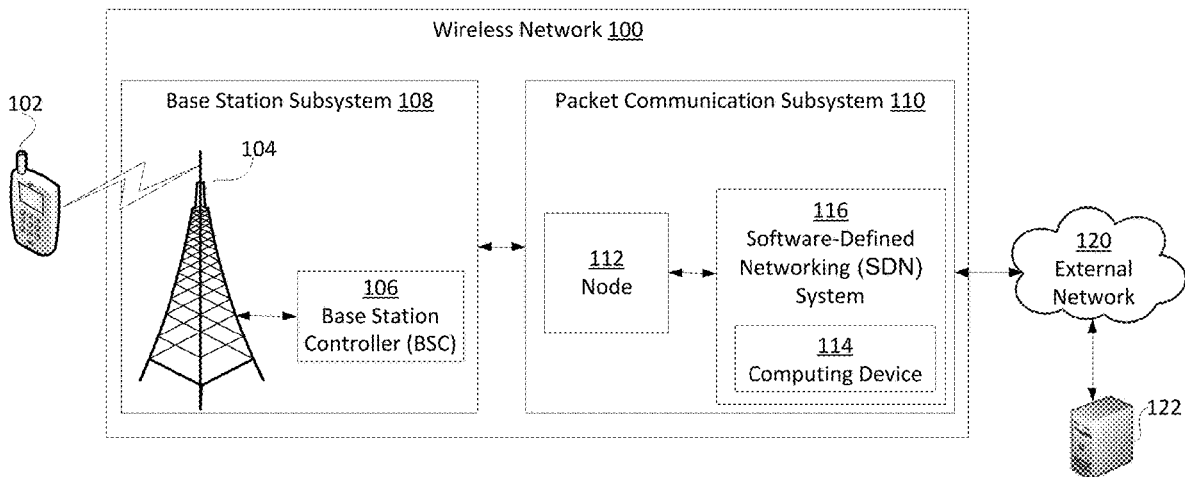 Wireless Network 100
102
Base Station Subsystem 108
104
106
Base Station
Controller (BSC)
Packet Communication Subsystem 110
112
Node
116
Software-Defined
Networking (SDN)
System
114
Computing Device
120
External
Network
122